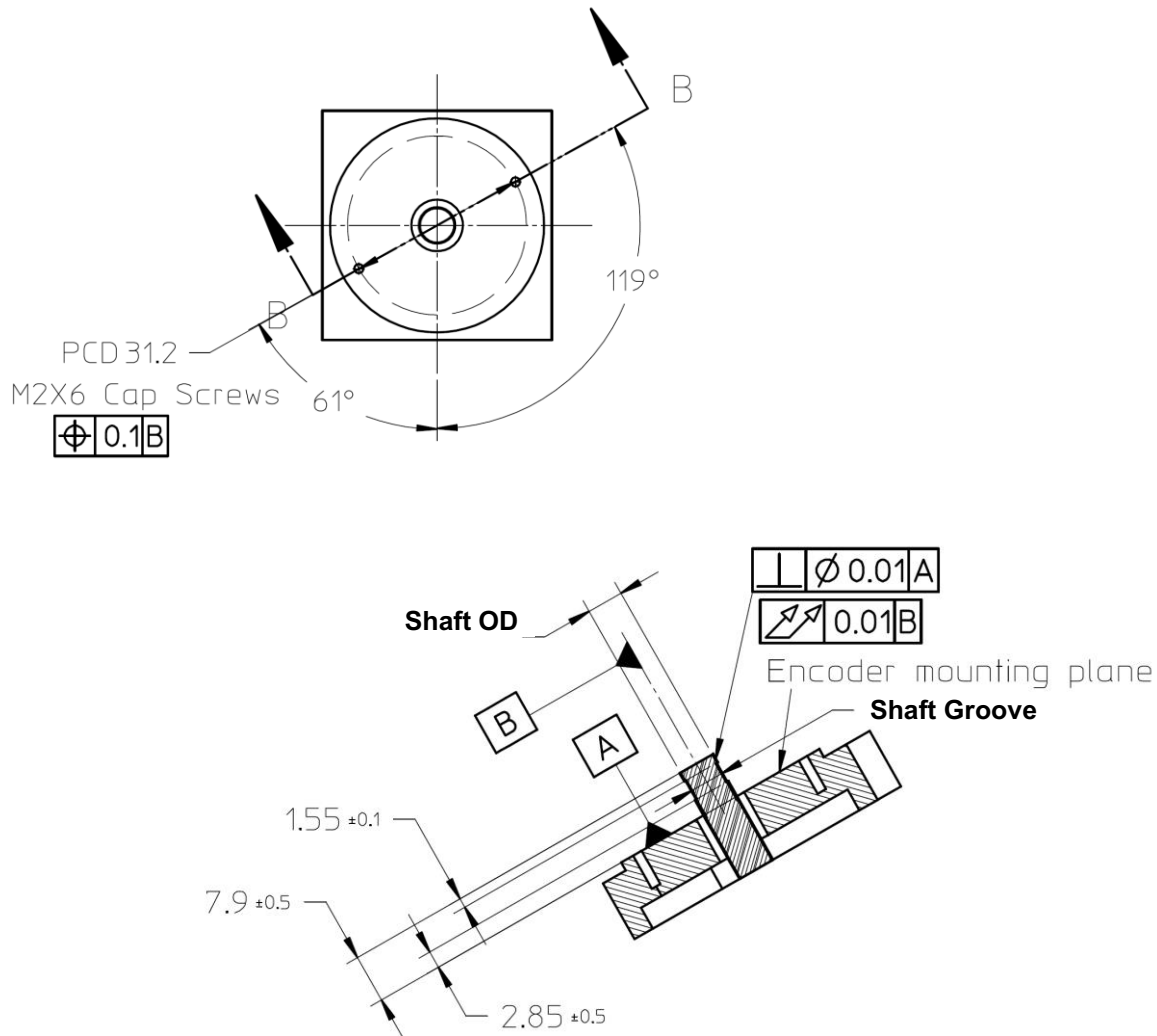 B
119°
B
PCD 31.2
M2X6 Cap Screws
61°
⌖ 0.1 B
⊥ Ø 0.01 A
⌰ 0.01 B
Shaft OD
Encoder mounting plane
Shaft Groove
B
A
1.55 ±0.1
7.9 ±0.5
2.85 ±0.5